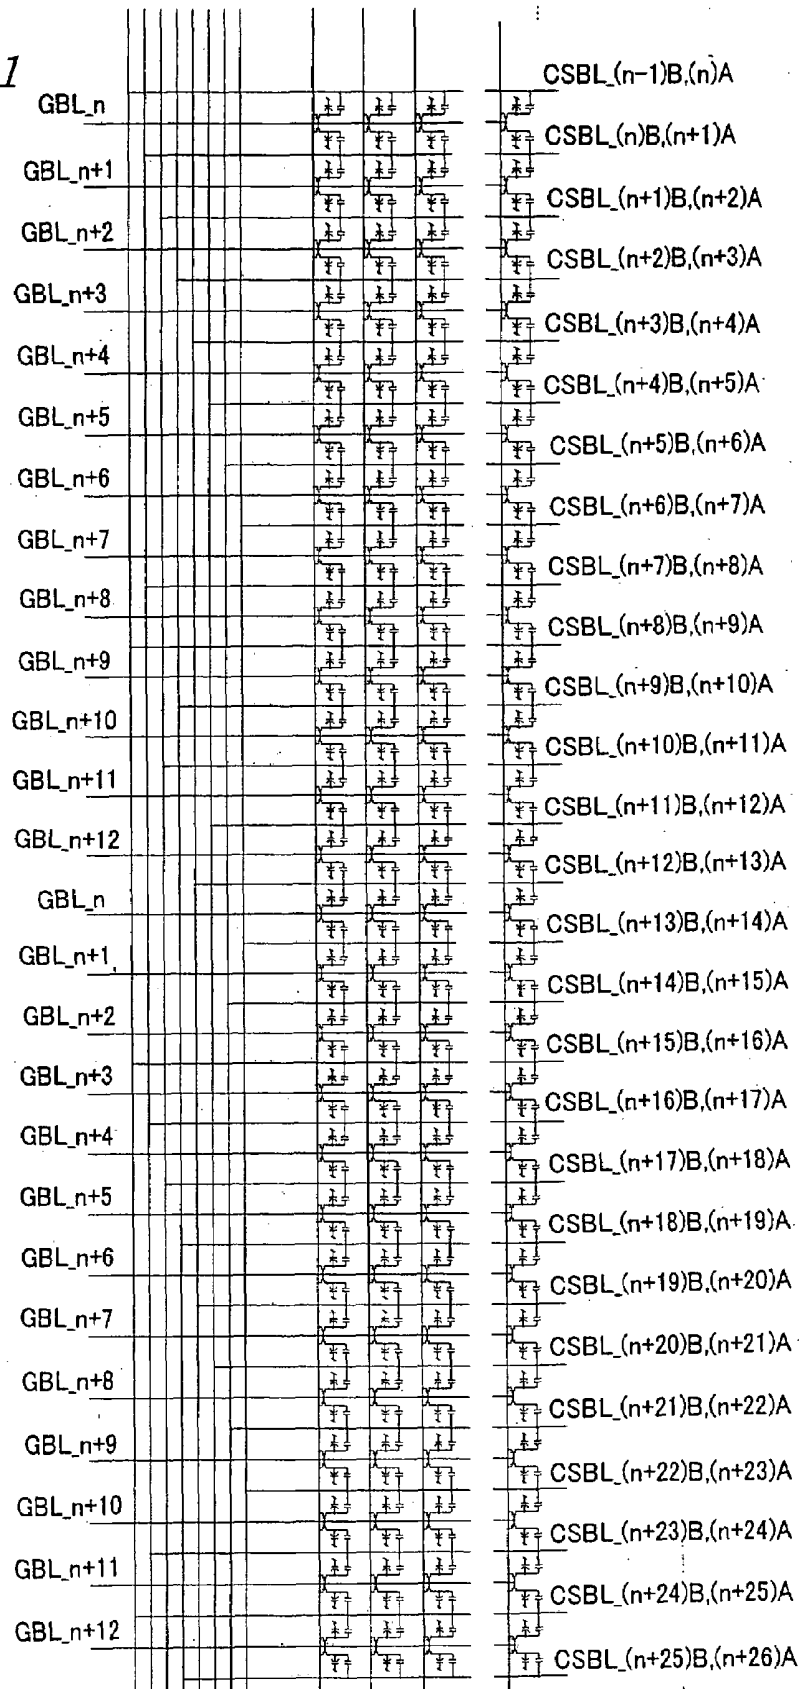 1
CSBL_(n-1)B,(n)A
GBL_n
CSBL_(n)B,(n+1)A
GBL_n+1
CSBL_(n+1)B,(n+2)A
GBL_n+2
CSBL_(n+2)B,(n+3)A
GBL_n+3
CSBL_(n+3)B,(n+4)A
GBL_n+4
CSBL_(n+4)B,(n+5)A
GBL_n+5
CSBL_(n+5)B,(n+6)A
GBL_n+6
CSBL_(n+6)B,(n+7)A
GBL_n+7
CSBL_(n+7)B,(n+8)A
GBL_n+8
CSBL_(n+8)B,(n+9)A
GBL_n+9
CSBL_(n+9)B,(n+10)A
GBL_n+10
CSBL_(n+10)B,(n+11)A
GBL_n+11
CSBL_(n+11)B,(n+12)A
GBL_n+12
CSBL_(n+12)B,(n+13)A
GBL_n
CSBL_(n+13)B,(n+14)A
GBL_n+1
CSBL_(n+14)B,(n+15)A
GBL_n+2
CSBL_(n+15)B,(n+16)A
GBL_n+3
CSBL_(n+16)B,(n+17)A
GBL_n+4
CSBL_(n+17)B,(n+18)A
GBL_n+5
CSBL_(n+18)B,(n+19)A
GBL_n+6
CSBL_(n+19)B,(n+20)A
GBL_n+7
CSBL_(n+20)B,(n+21)A
GBL_n+8
CSBL_(n+21)B,(n+22)A
GBL_n+9
CSBL_(n+22)B,(n+23)A
GBL_n+10
CSBL_(n+23)B,(n+24)A
GBL_n+11
CSBL_(n+24)B,(n+25)A
GBL_n+12
CSBL_(n+25)B,(n+26)A